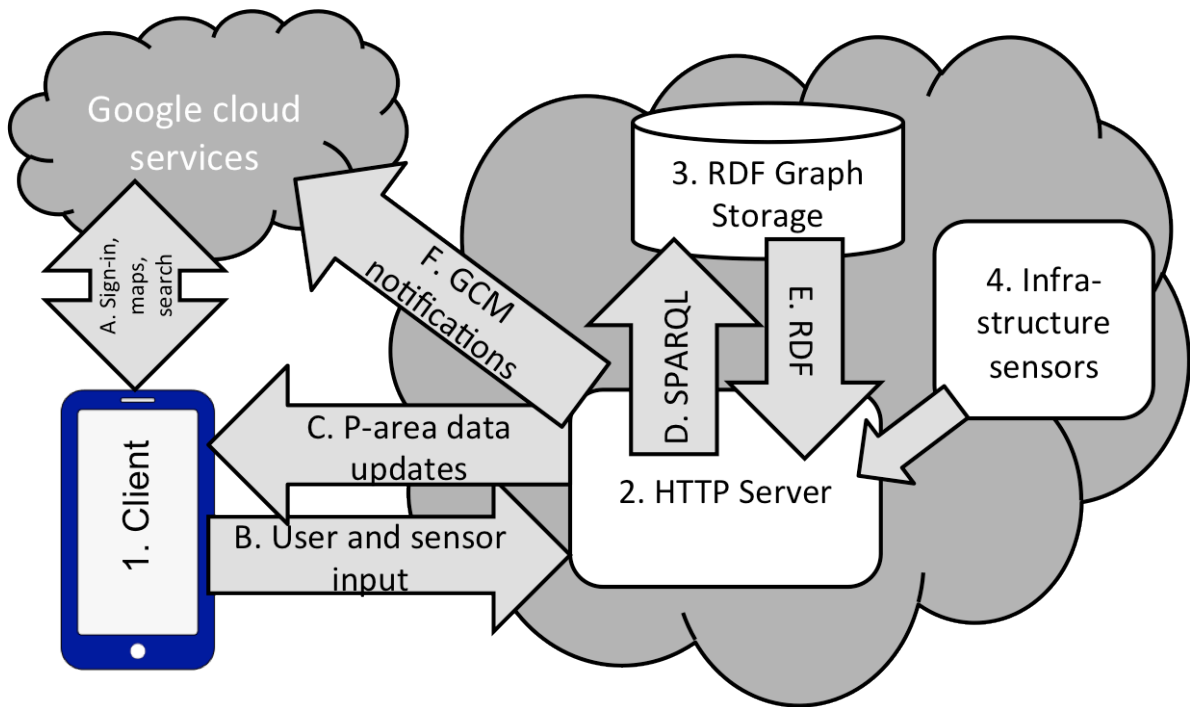 Google cloud
services
3. RDF Graph
Storage
A. Sign-in,
maps,
search
F. GCM
notifications
D. SPARQL
E. RDF
4. Infra-
structure
sensors
1. Client
C. P-area data
updates
2. HTTP Server
B. User and sensor
input